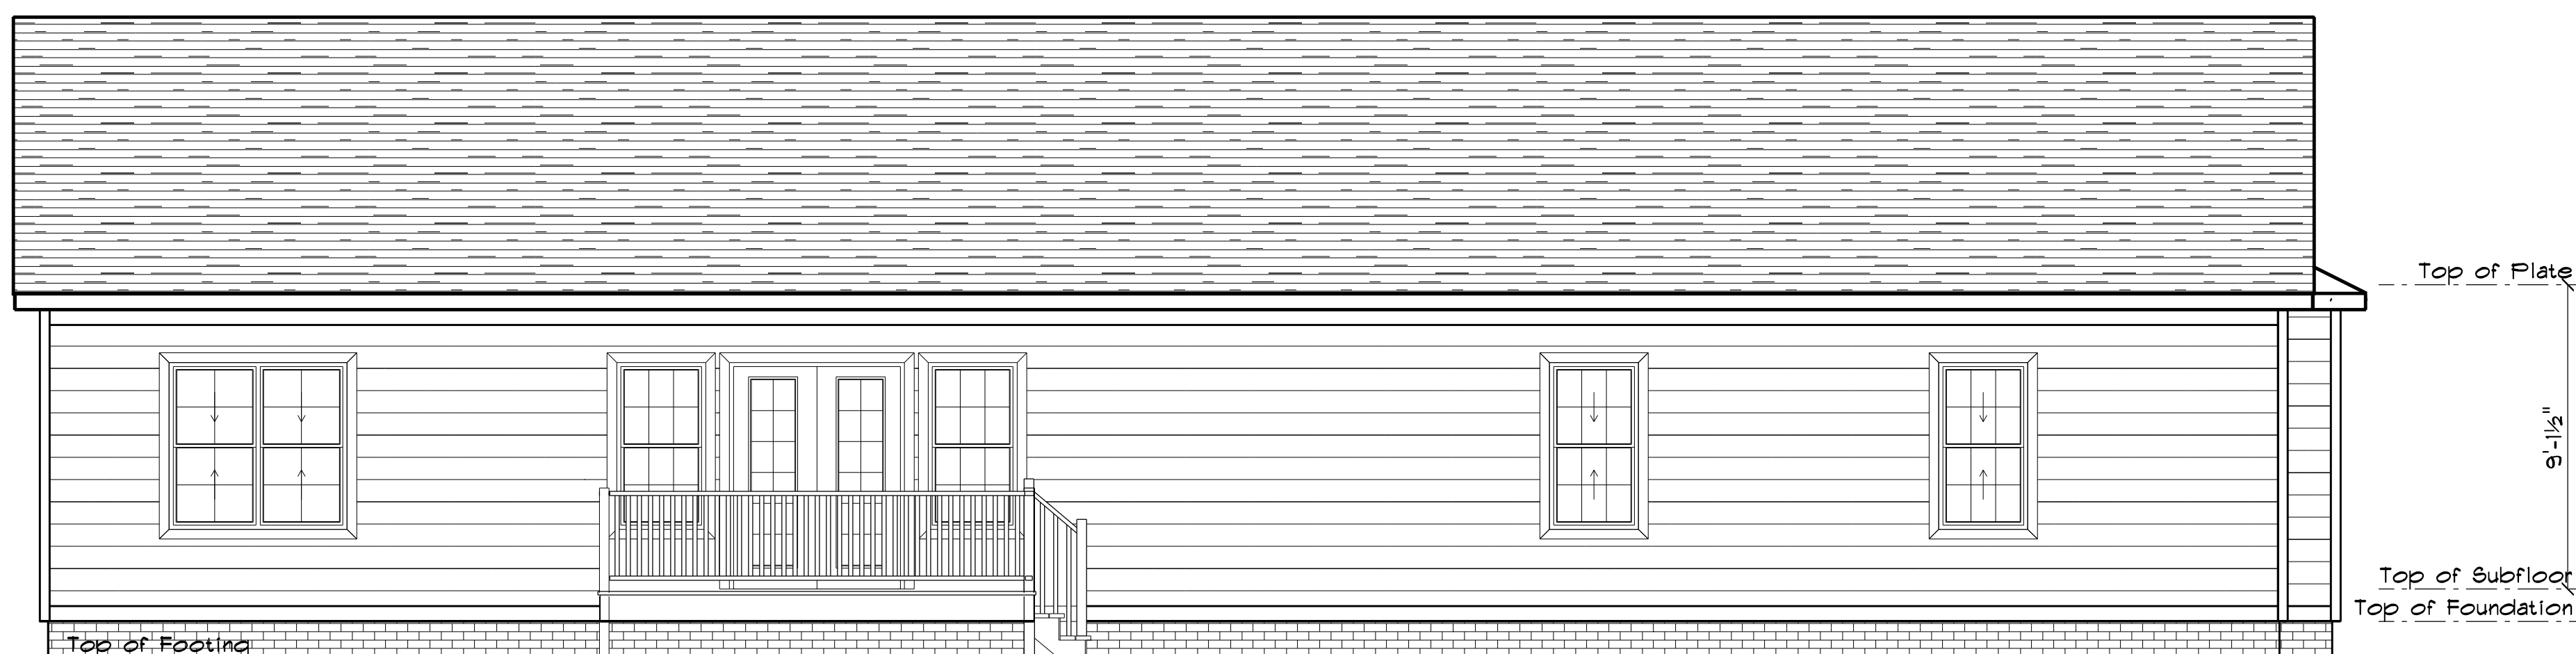 Top of Plate
9'-1½"
Top of Subfloor
Top of Foundation
Top of Footing